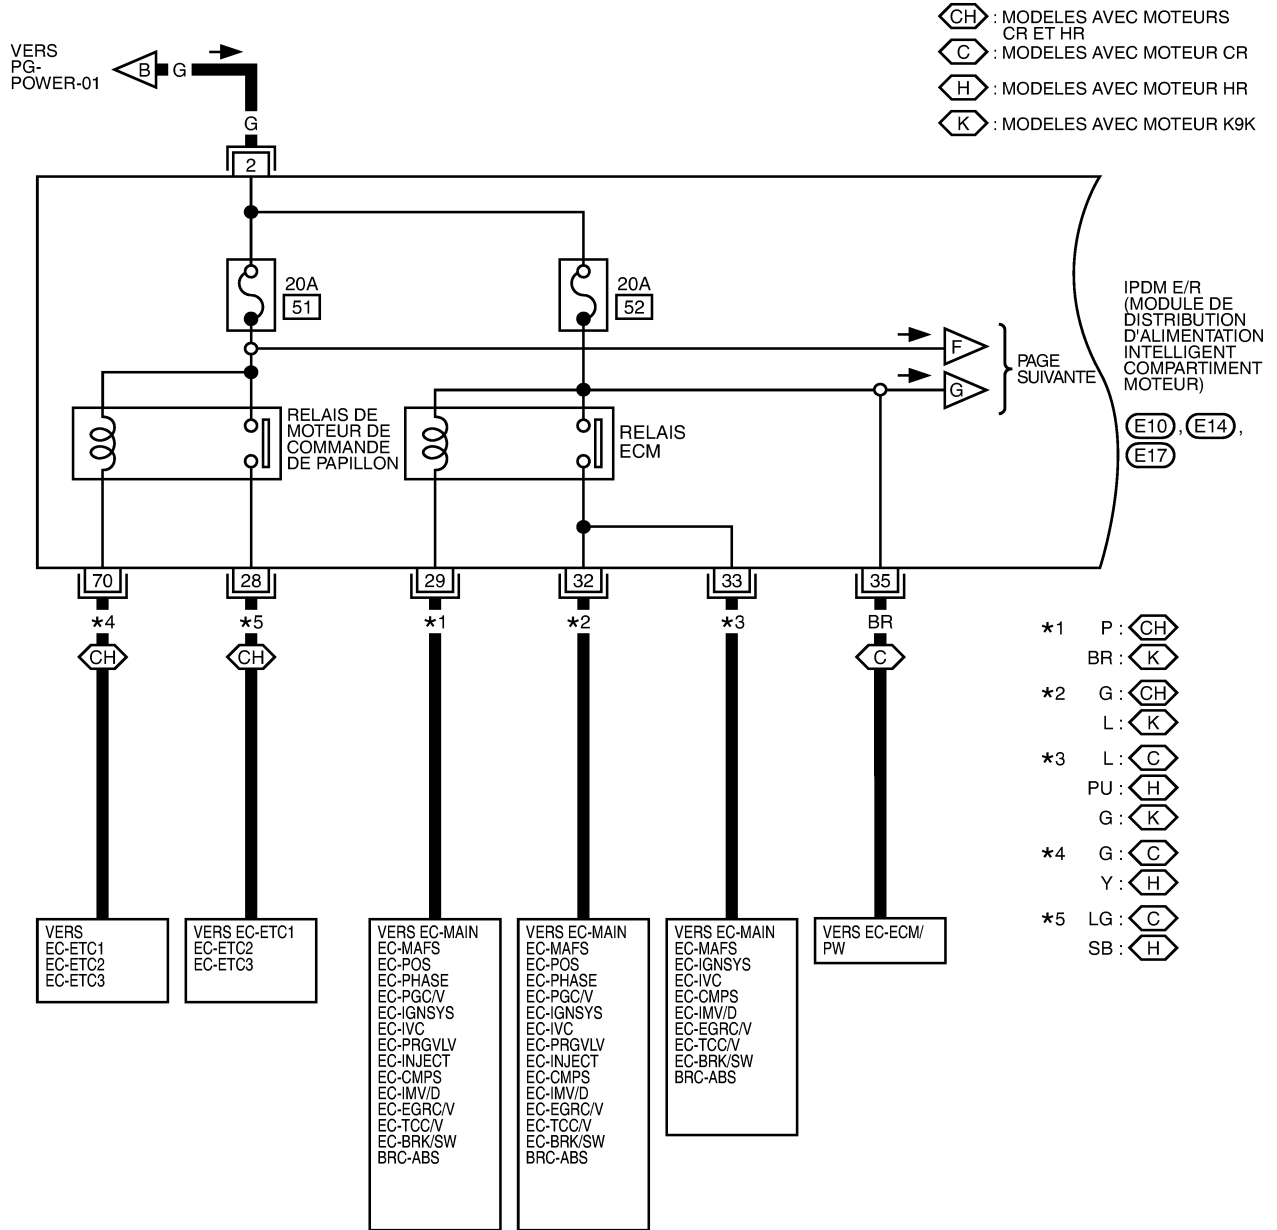 VERS
PG-
POWER-01
B
G
G
2
CH : MODELES AVEC MOTEURS
CR ET HR
C : MODELES AVEC MOTEUR CR
H : MODELES AVEC MOTEUR HR
K : MODELES AVEC MOTEUR K9K
20A
51
20A
52
F
G
PAGE
SUIVANTE
IPDM E/R
(MODULE DE
DISTRIBUTION
D'ALIMENTATION
INTELLIGENT
COMPARTIMENT
MOTEUR)
E10 , E14 ,
E17
RELAIS DE
MOTEUR DE
COMMANDE
DE PAPILLON
RELAIS
ECM
70
28
29
32
33
35
★4
★5
★1
★2
★3
BR
CH
CH
C
★1 P : CH
BR : K
★2 G : CH
L : K
★3 L : C
PU : H
G : K
★4 G : C
Y : H
★5 LG : C
SB : H
VERS
EC-ETC1
EC-ETC2
EC-ETC3
VERS EC-ETC1
EC-ETC2
EC-ETC3
VERS EC-MAIN
EC-MAFS
EC-POS
EC-PHASE
EC-PGC/V
EC-IGNSYS
EC-IVC
EC-PRGVLV
EC-INJECT
EC-CMPS
EC-IMV/D
EC-EGRC/V
EC-TCC/V
EC-BRK/SW
BRC-ABS
VERS EC-MAIN
EC-MAFS
EC-POS
EC-PHASE
EC-PGC/V
EC-IGNSYS
EC-IVC
EC-PRGVLV
EC-INJECT
EC-CMPS
EC-IMV/D
EC-EGRC/V
EC-TCC/V
EC-BRK/SW
BRC-ABS
VERS EC-MAIN
EC-MAFS
EC-IGNSYS
EC-IVC
EC-CMPS
EC-IMV/D
EC-EGRC/V
EC-TCC/V
EC-BRK/SW
BRC-ABS
VERS EC-ECM/
PW